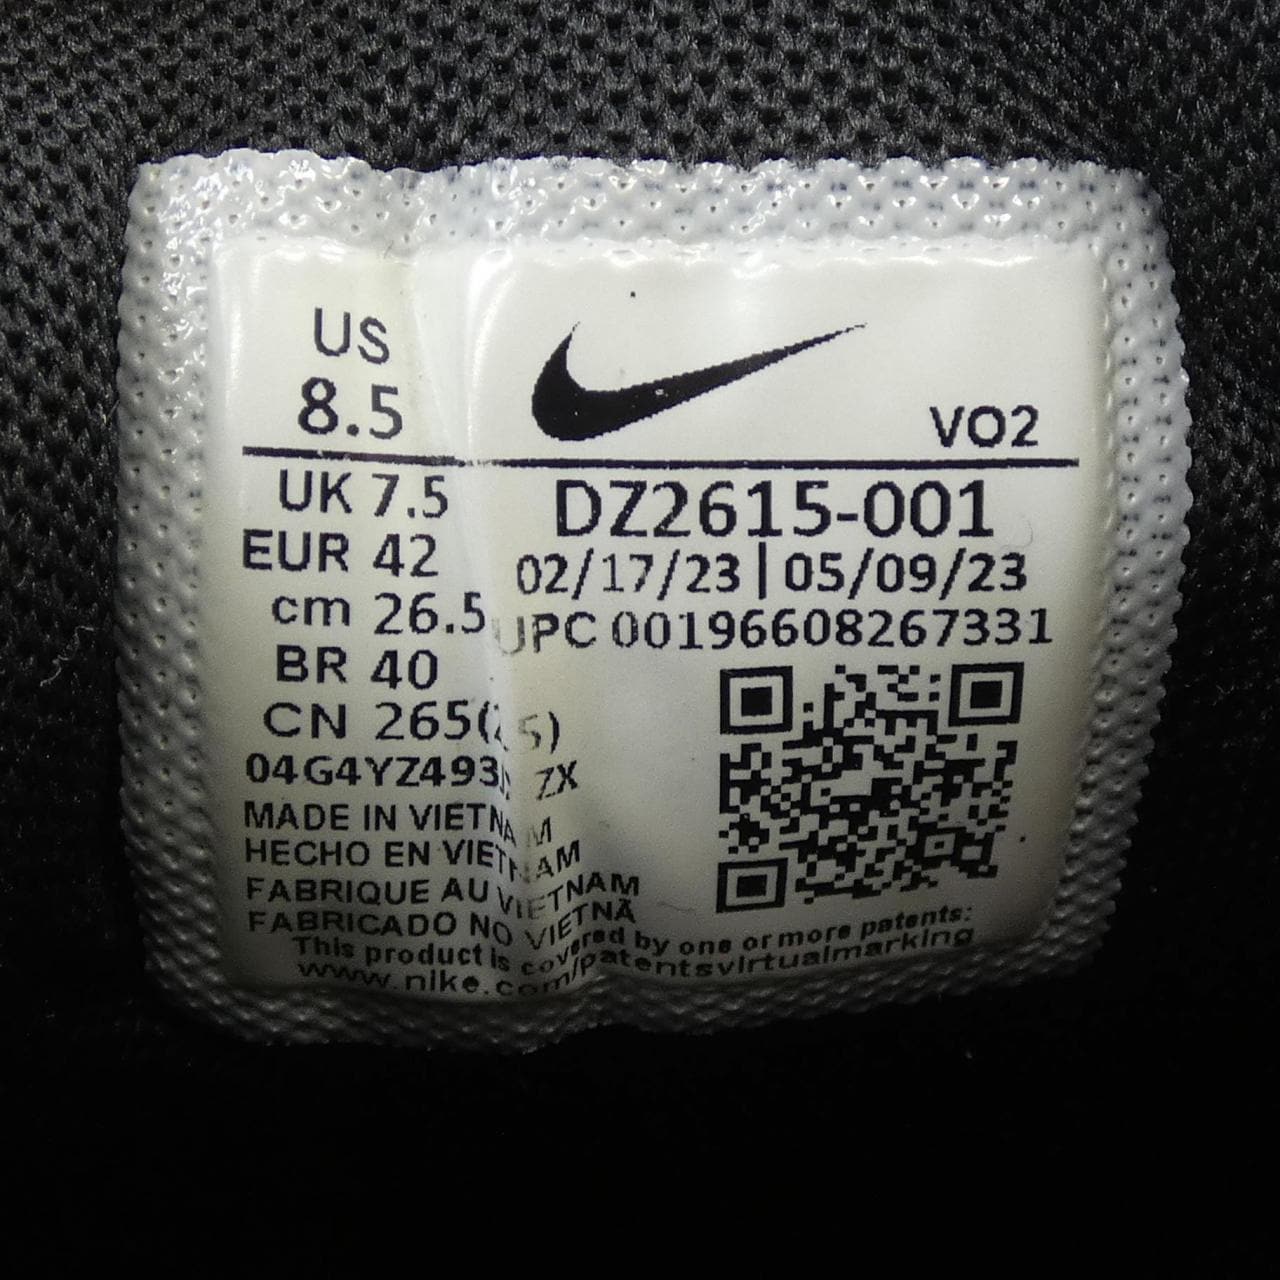 US
8.5
VO2
UK 7.5
EUR 42
cm 26.5
BR 40
CN 265(
DZ2615-001
02/17/23|05/09/23
UPC 00196608267331
ZX
MADE IN VIETNAM
HECHO EN VIETNAM
FABRIQUE AU VIETNAM
FABRICADO NO VIETNÃ
This product is covered by one or more patents:
www.nike.com/patentsvirtualmarking